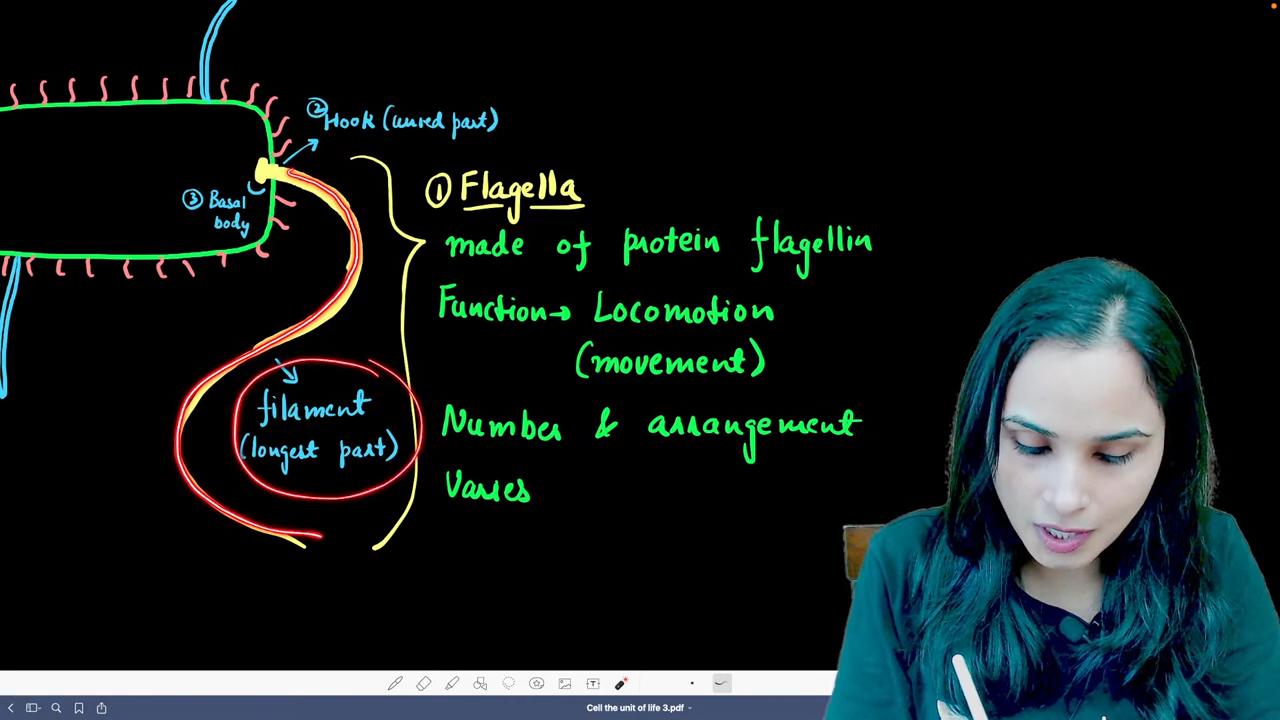 ② Hook (curved part)
① Flagella
③ Basal
body
made of protein flagellin
Function → Locomotion
(movement)
filament
(longest part)
Number & arrangement
Varies
Cell the unit of life 3.pdf